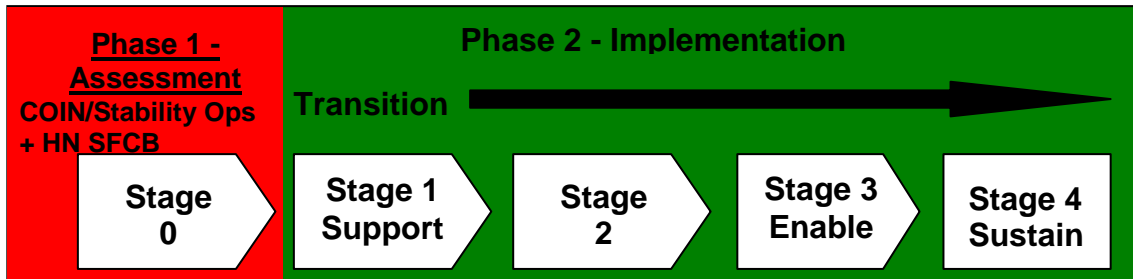 Phase 1 -
Assessment
COIN/Stability Ops
+ HN SFCB
Phase 2 - Implementation
Transition
Stage
0
Stage 1
Support
Stage
2
Stage 3
Enable
Stage 4
Sustain